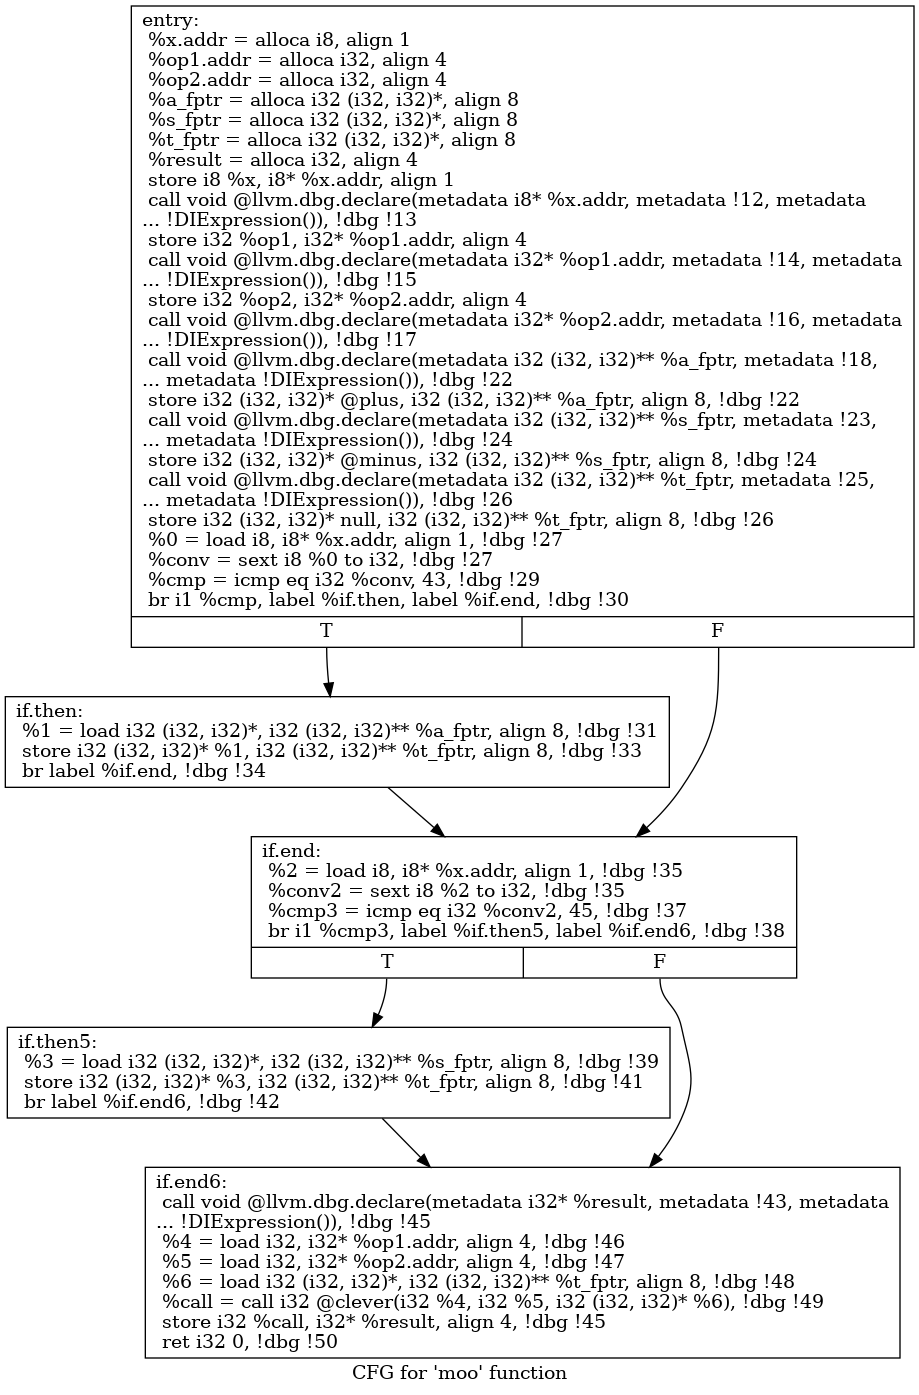 entry:
%x.addr = alloca i8, align 1
%op1.addr = alloca i32, align 4
%op2.addr = alloca i32, align 4
%a_fptr = alloca i32 (i32, i32)*, align 8
%s_fptr = alloca i32 (i32, i32)*, align 8
%t_fptr = alloca i32 (i32, i32)*, align 8
%result = alloca i32, align 4
store i8 %x, i8* %x.addr, align 1
call void @llvm.dbg.declare(metadata i8* %x.addr, metadata !12, metadata
... !DIExpression()), !dbg !13
store i32 %op1, i32* %op1.addr, align 4
call void @llvm.dbg.declare(metadata i32* %op1.addr, metadata !14, metadata
... !DIExpression()), !dbg !15
store i32 %op2, i32* %op2.addr, align 4
call void @llvm.dbg.declare(metadata i32* %op2.addr, metadata !16, metadata
... !DIExpression()), !dbg !17
call void @llvm.dbg.declare(metadata i32 (i32, i32)** %a_fptr, metadata !18,
... metadata !DIExpression()), !dbg !22
store i32 (i32, i32)* @plus, i32 (i32, i32)** %a_fptr, align 8, !dbg !22
call void @llvm.dbg.declare(metadata i32 (i32, i32)** %s_fptr, metadata !23,
... metadata !DIExpression()), !dbg !24
store i32 (i32, i32)* @minus, i32 (i32, i32)** %s_fptr, align 8, !dbg !24
call void @llvm.dbg.declare(metadata i32 (i32, i32)** %t_fptr, metadata !25,
... metadata !DIExpression()), !dbg !26
store i32 (i32, i32)* null, i32 (i32, i32)** %t_fptr, align 8, !dbg !26
%0 = load i8, i8* %x.addr, align 1, !dbg !27
%conv = sext i8 %0 to i32, !dbg !27
%cmp = icmp eq i32 %conv, 43, !dbg !29
br i1 %cmp, label %if.then, label %if.end, !dbg !30
T F
if.then:
%1 = load i32 (i32, i32)*, i32 (i32, i32)** %a_fptr, align 8, !dbg !31
store i32 (i32, i32)* %1, i32 (i32, i32)** %t_fptr, align 8, !dbg !33
br label %if.end, !dbg !34
if.end:
%2 = load i8, i8* %x.addr, align 1, !dbg !35
%conv2 = sext i8 %2 to i32, !dbg !35
%cmp3 = icmp eq i32 %conv2, 45, !dbg !37
br i1 %cmp3, label %if.then5, label %if.end6, !dbg !38
T F
if.then5:
%3 = load i32 (i32, i32)*, i32 (i32, i32)** %s_fptr, align 8, !dbg !39
store i32 (i32, i32)* %3, i32 (i32, i32)** %t_fptr, align 8, !dbg !41
br label %if.end6, !dbg !42
if.end6:
call void @llvm.dbg.declare(metadata i32* %result, metadata !43, metadata
... !DIExpression()), !dbg !45
%4 = load i32, i32* %op1.addr, align 4, !dbg !46
%5 = load i32, i32* %op2.addr, align 4, !dbg !47
%6 = load i32 (i32, i32)*, i32 (i32, i32)** %t_fptr, align 8, !dbg !48
%call = call i32 @clever(i32 %4, i32 %5, i32 (i32, i32)* %6), !dbg !49
store i32 %call, i32* %result, align 4, !dbg !45
ret i32 0, !dbg !50
CFG for 'moo' function